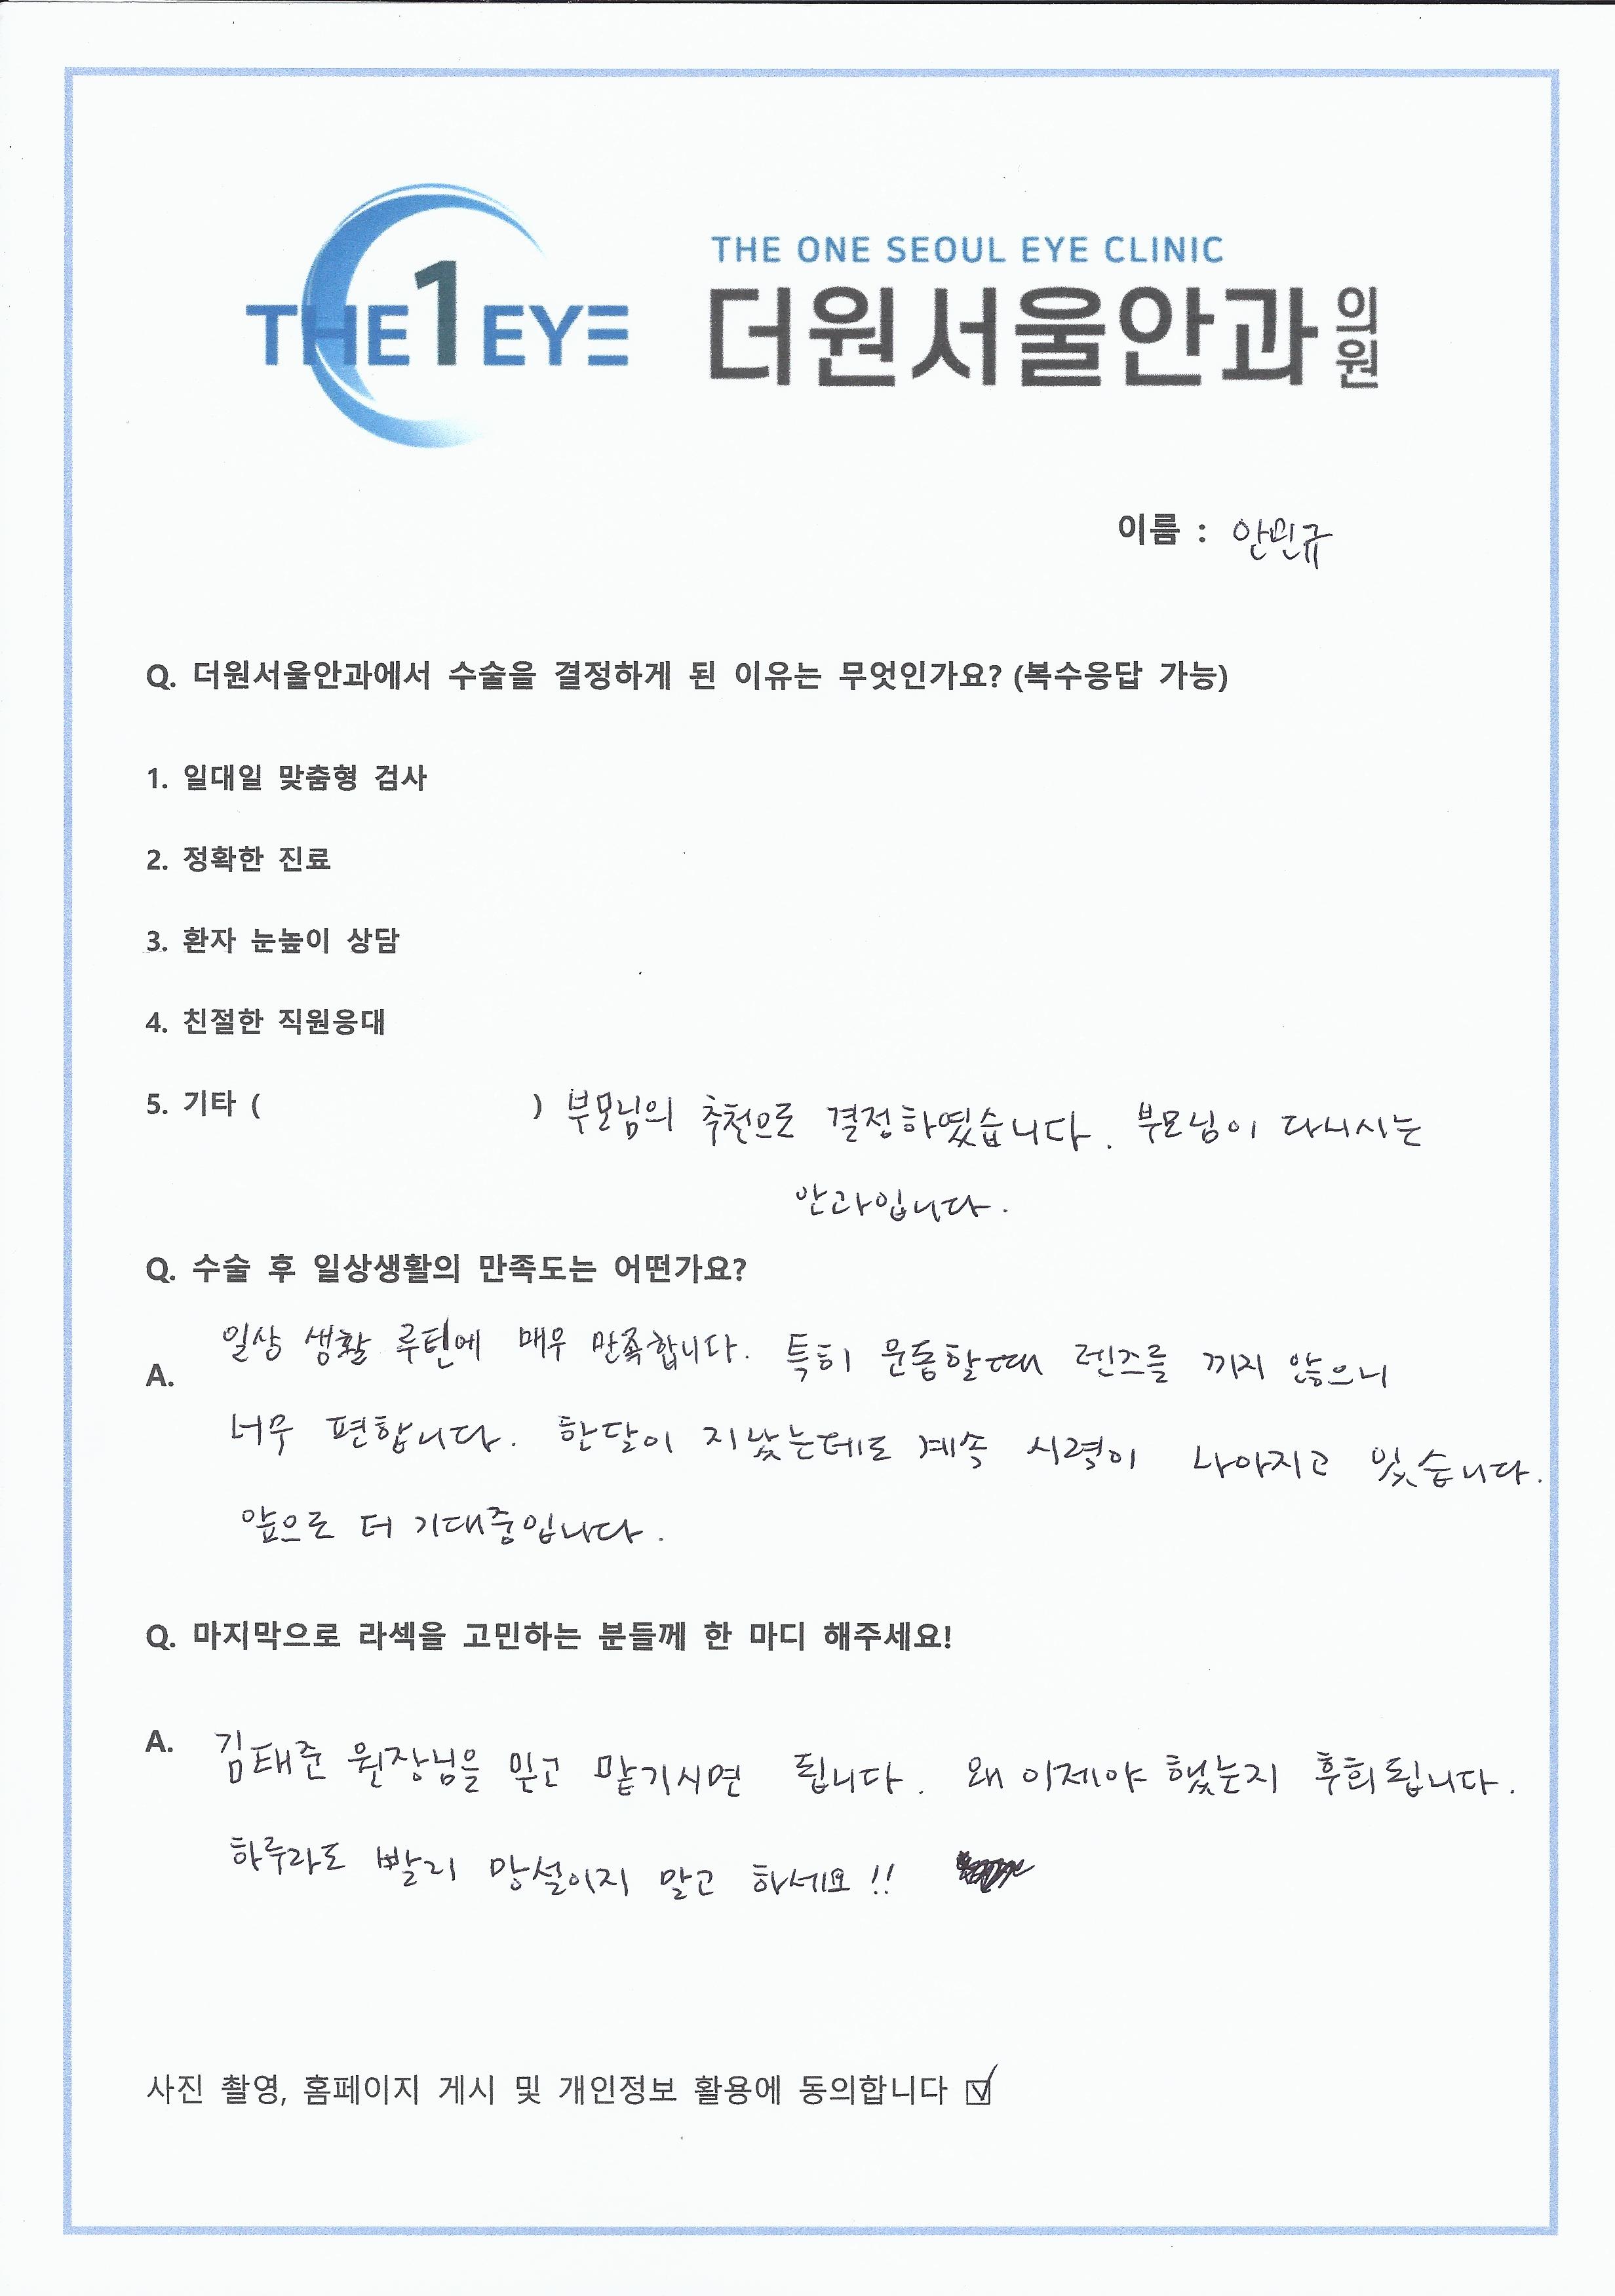 THE1EYE
THE ONE SEOUL EYE CLINIC
더원서울안과의원
이름 : 안민규
Q. 더원서울안과에서 수술을 결정하게 된 이유는 무엇인가요? (복수응답 가능)
1. 일대일 맞춤형 검사
2. 정확한 진료
3. 환자 눈높이 상담
4. 친절한 직원응대
5. 기타 ( ) 부모님의 추천으로 결정하였습니다. 부모님이 다니시는
안과입니다.
Q. 수술 후 일상생활의 만족도는 어떤가요?
A. 일상 생활 루틴에 매우 만족합니다. 특히 운동할때 렌즈를 끼지 않으니
너무 편합니다. 한달이 지났는데도 계속 시력이 나아지고 있습니다.
앞으로 더 기대중입니다.
Q. 마지막으로 라섹을 고민하는 분들께 한 마디 해주세요!
A. 김태준 원장님을 믿고 맡기시면 됩니다. 왜 이제야 했는지 후회됩니다.
하루라도 빨리 망설이지 말고 하세요!!
사진 촬영, 홈페이지 게시 및 개인정보 활용에 동의합니다 ☑